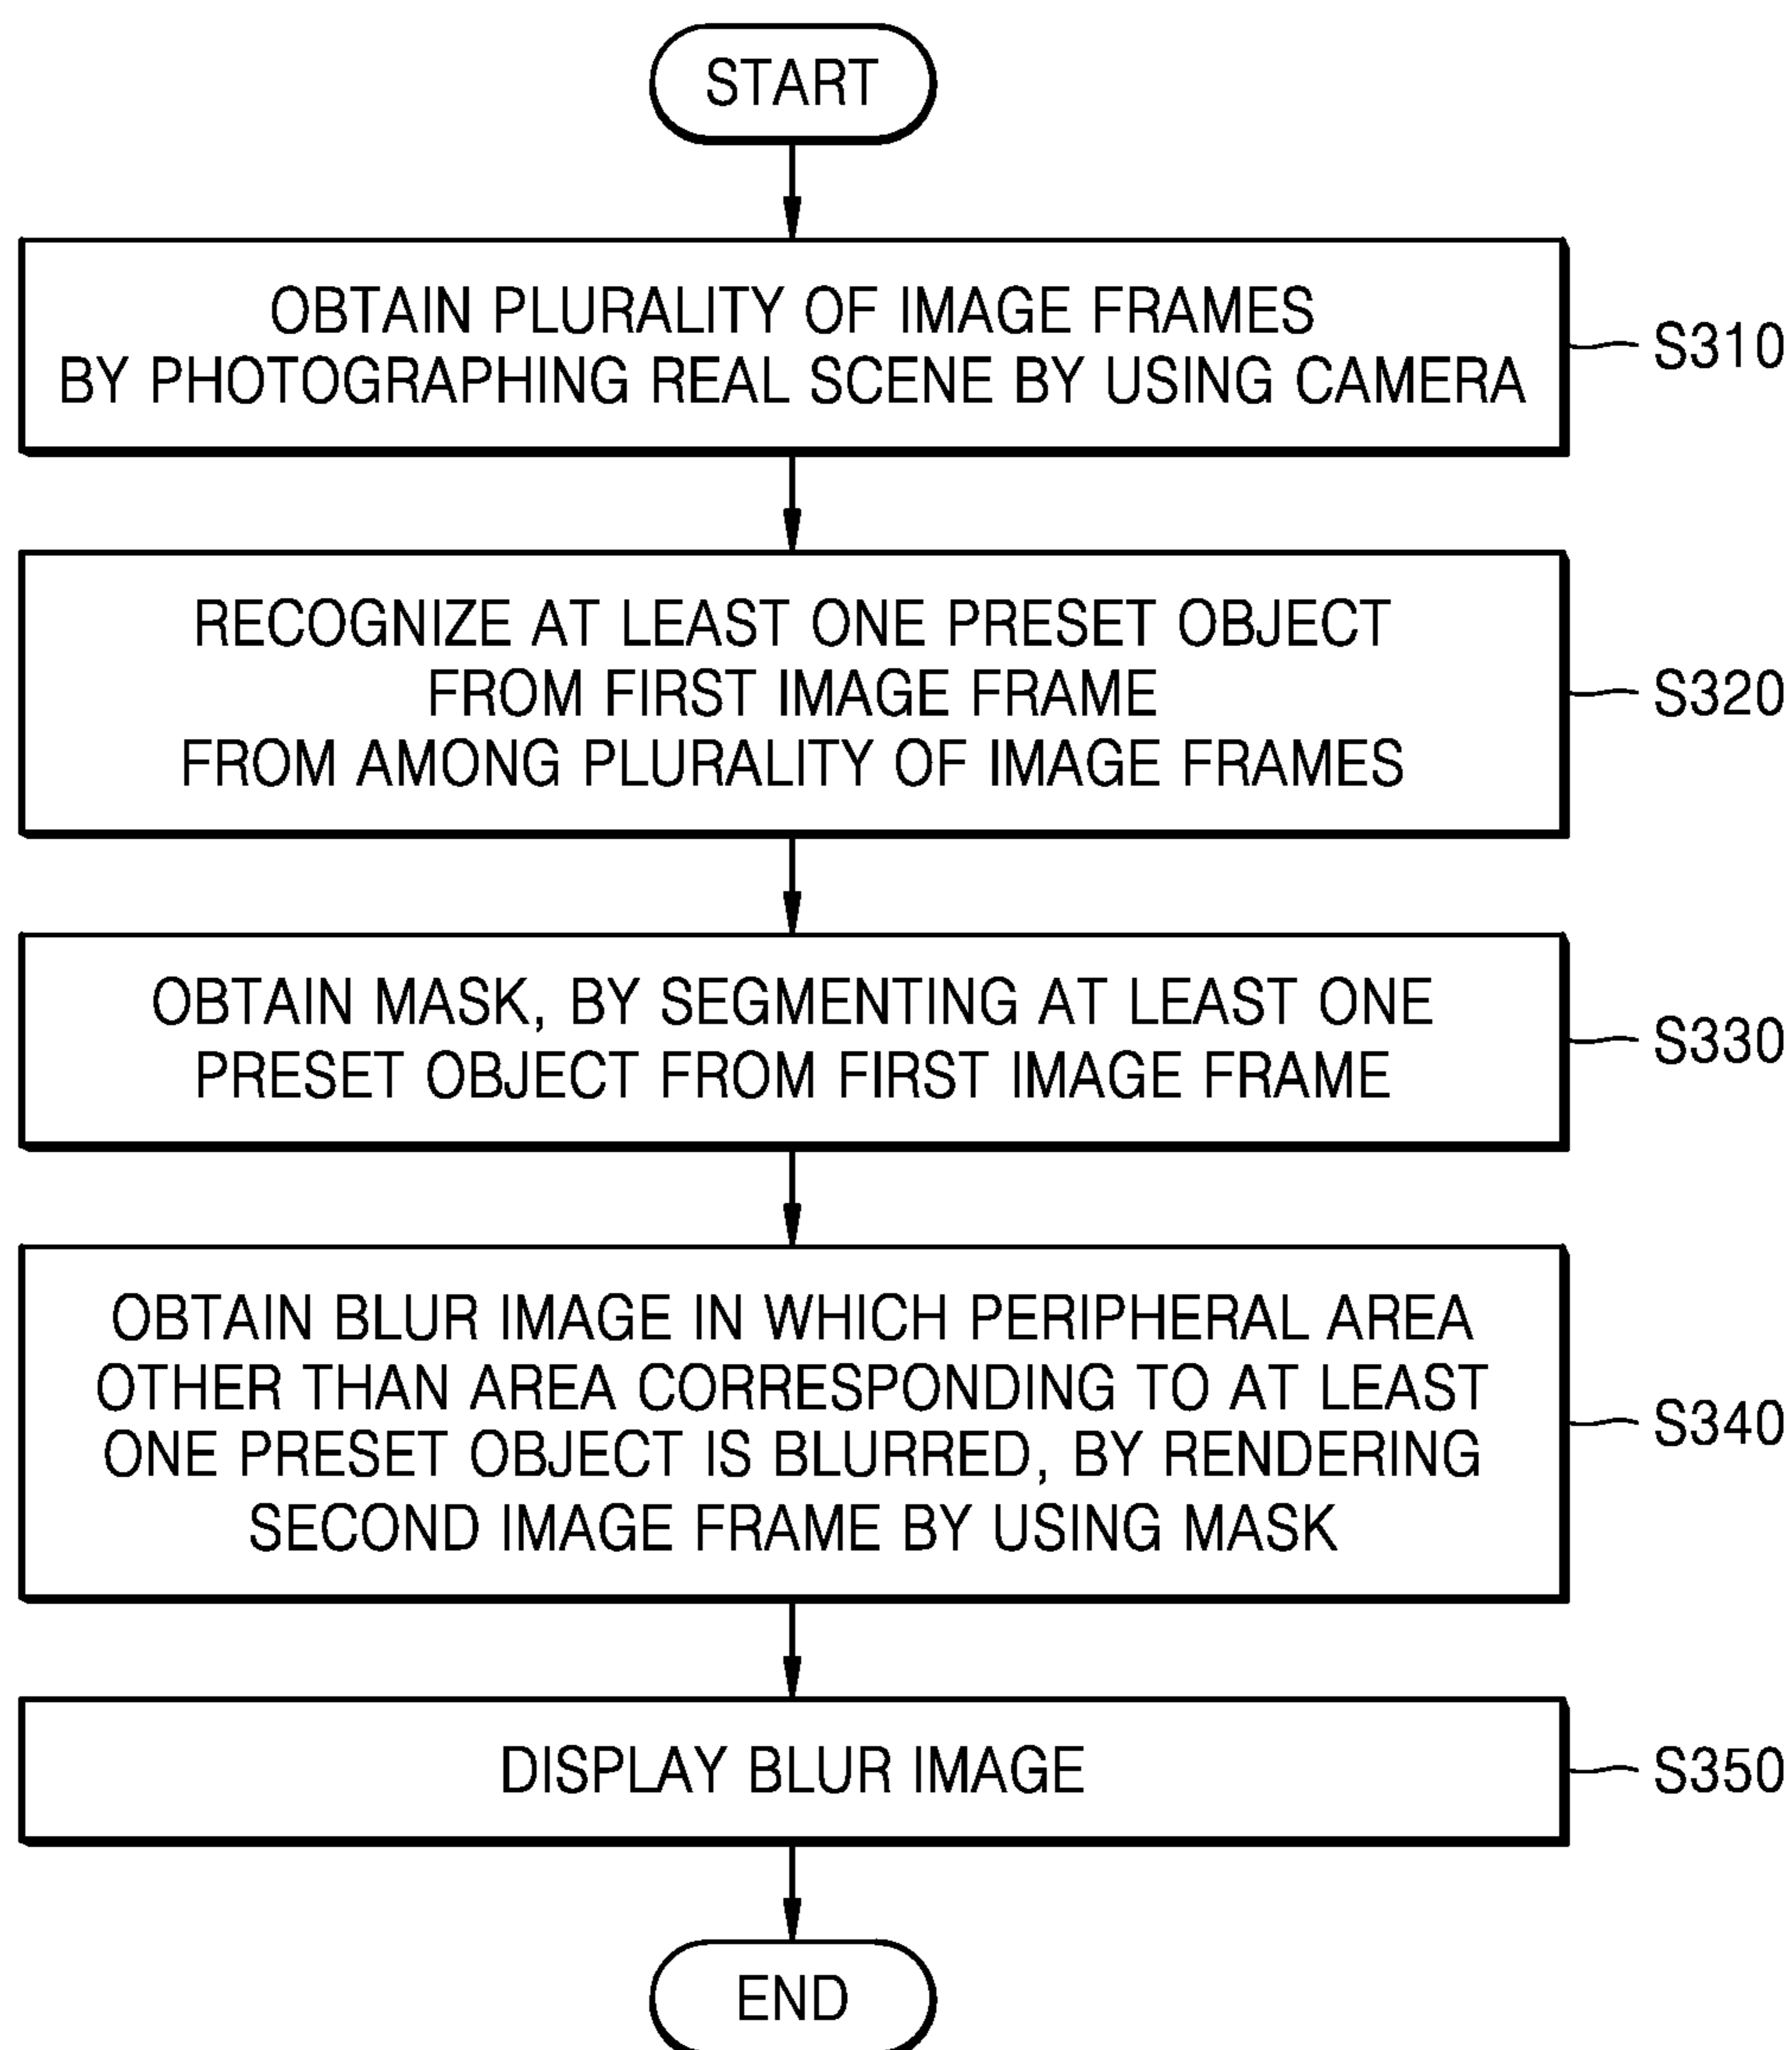 START
OBTAIN PLURALITY OF IMAGE FRAMES
BY PHOTOGRAPHING REAL SCENE BY USING CAMERA
S310
RECOGNIZE AT LEAST ONE PRESET OBJECT
FROM FIRST IMAGE FRAME
FROM AMONG PLURALITY OF IMAGE FRAMES
S320
OBTAIN MASK, BY SEGMENTING AT LEAST ONE
PRESET OBJECT FROM FIRST IMAGE FRAME
S330
OBTAIN BLUR IMAGE IN WHICH PERIPHERAL AREA
OTHER THAN AREA CORRESPONDING TO AT LEAST
ONE PRESET OBJECT IS BLURRED, BY RENDERING
SECOND IMAGE FRAME BY USING MASK
S340
DISPLAY BLUR IMAGE
S350
END